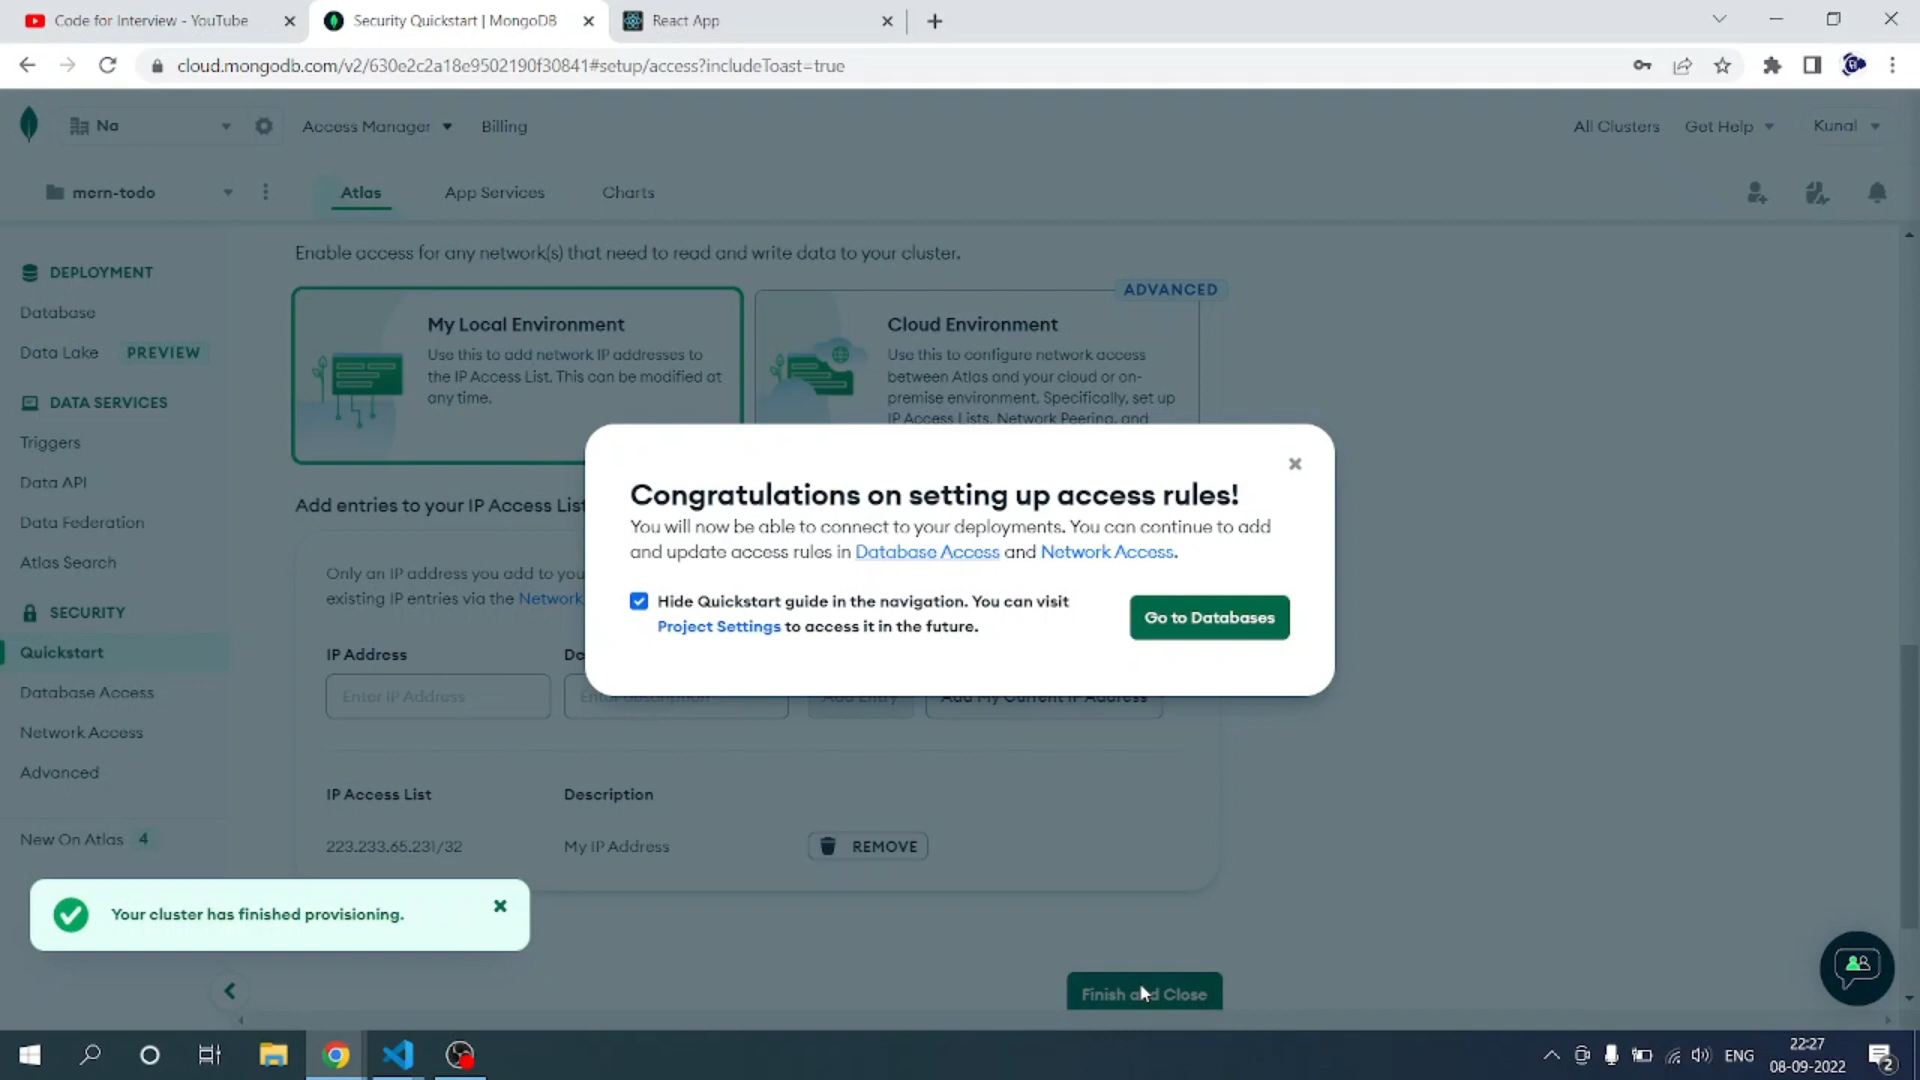 Code for Interview - YouTube
Security Quickstart | MongoDB
React App
cloud.mongodb.com/v2/630e2c2a18e9502190f30841#setup/access?includeToast=true
Na
Access Manager
Billing
All Clusters
Get Help
Kunal
mern-todo
Atlas
App Services
Charts
DEPLOYMENT
Database
Data Lake PREVIEW
DATA SERVICES
Triggers
Data API
Data Federation
Atlas Search
SECURITY
Quickstart
Database Access
Network Access
Advanced
New On Atlas 4
Enable access for any network(s) that need to read and write data to your cluster.
My Local Environment
Use this to add network IP addresses to
the IP Access List. This can be modified at
any time.
ADVANCED
Cloud Environment
Use this to configure network access
between Atlas and your cloud or on-
premise environment. Specifically, set up
IP Access Lists, Network Peering, and
Add entries to your IP Access List
Only an IP address you add to you
existing IP entries via the Network
Congratulations on setting up access rules!
You will now be able to connect to your deployments. You can continue to add
and update access rules in Database Access and Network Access.
Hide Quickstart guide in the navigation. You can visit
Project Settings to access it in the future.
Go to Databases
IP Address
De
Enter IP Address
Enter description
Add Entry
Add My Current IP Address
IP Access List
Description
223.233.65.231/32
My IP Address
REMOVE
Your cluster has finished provisioning.
Finish and Close
ENG
22:27
08-09-2022
2